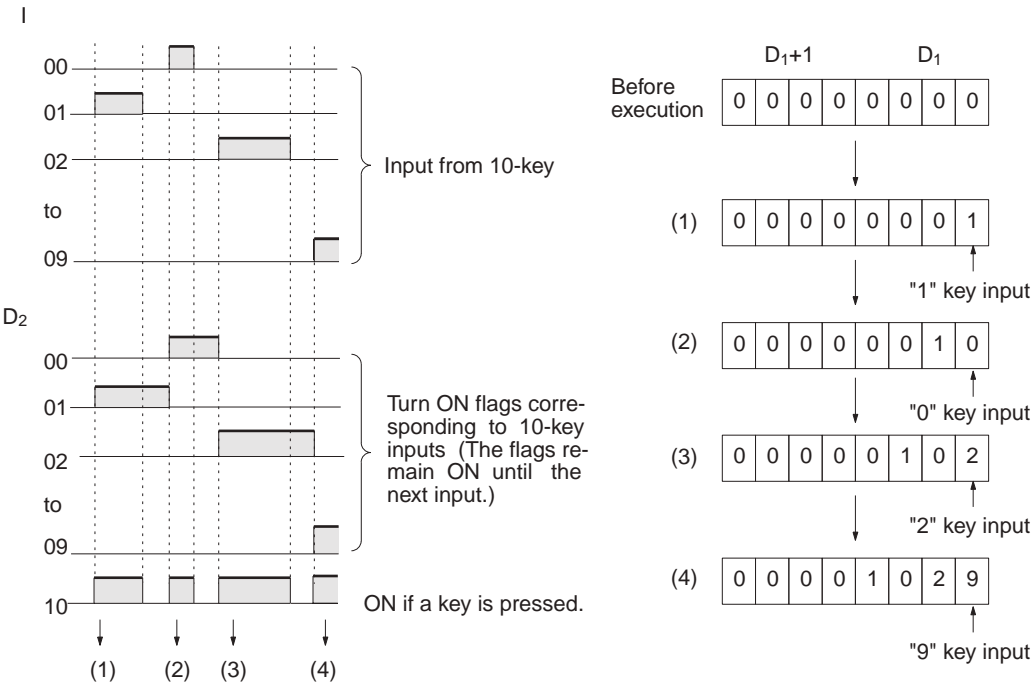 I
00
01
02
to
09
Input from 10-key
D2
00
01
02
to
09
10
Turn ON flags corre-
sponding to 10-key
inputs (The flags re-
main ON until the
next input.)
ON if a key is pressed.
(1) (2) (3) (4)
D1+1 D1
Before
execution
0 0 0 0 0 0 0 0
(1) 0 0 0 0 0 0 0 1
"1" key input
(2) 0 0 0 0 0 0 1 0
"0" key input
(3) 0 0 0 0 0 1 0 2
"2" key input
(4) 0 0 0 0 1 0 2 9
"9" key input